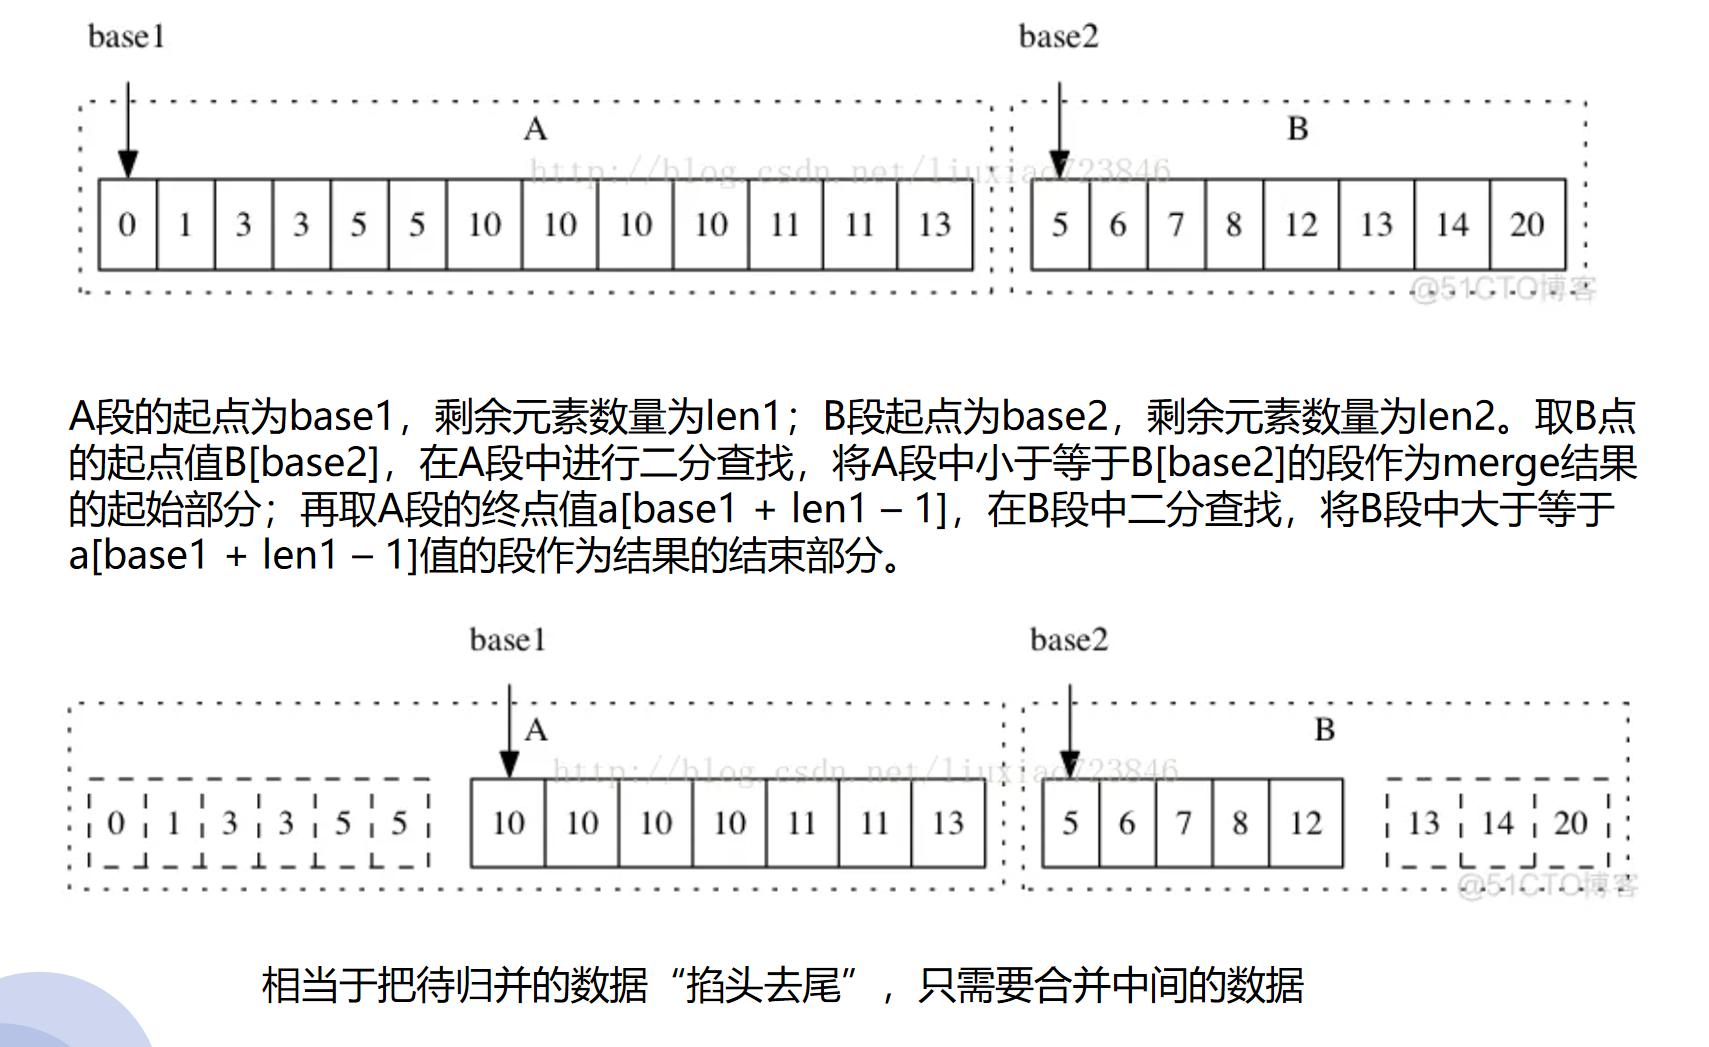 base1 base2
A B
http://blog.csdn.net/liuxiao723846
0 1 3 3 5 5 10 10 10 10 11 11 13 5 6 7 8 12 13 14 20
@51CTO博客
A段的起点为base1，剩余元素数量为len1；B段起点为base2，剩余元素数量为len2。取B点
的起点值B[base2]，在A段中进行二分查找，将A段中小于等于B[base2]的段作为merge结果
的起始部分；再取A段的终点值a[base1 + len1 – 1]，在B段中二分查找，将B段中大于等于
a[base1 + len1 – 1]值的段作为结果的结束部分。
base1 base2
A B
http://blog.csdn.net/liuxiao723846
0 1 3 3 5 5 10 10 10 10 11 11 13 5 6 7 8 12 13 14 20
@51CTO博客
相当于把待归并的数据“掐头去尾”，只需要合并中间的数据